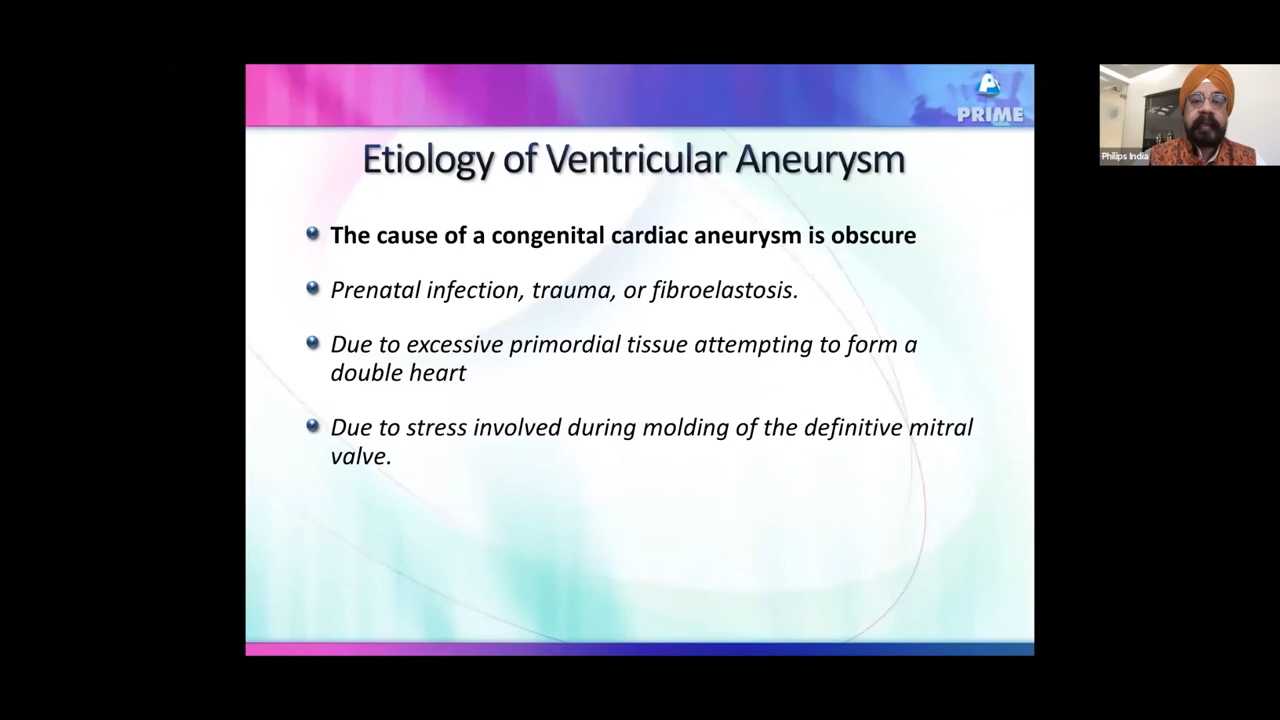 PRIME
Etiology of Ventricular Aneurysm
The cause of a congenital cardiac aneurysm is obscure
Prenatal infection, trauma, or fibroelastosis.
Due to excessive primordial tissue attempting to form a
double heart
Due to stress involved during molding of the definitive mitral
valve.
Philips India